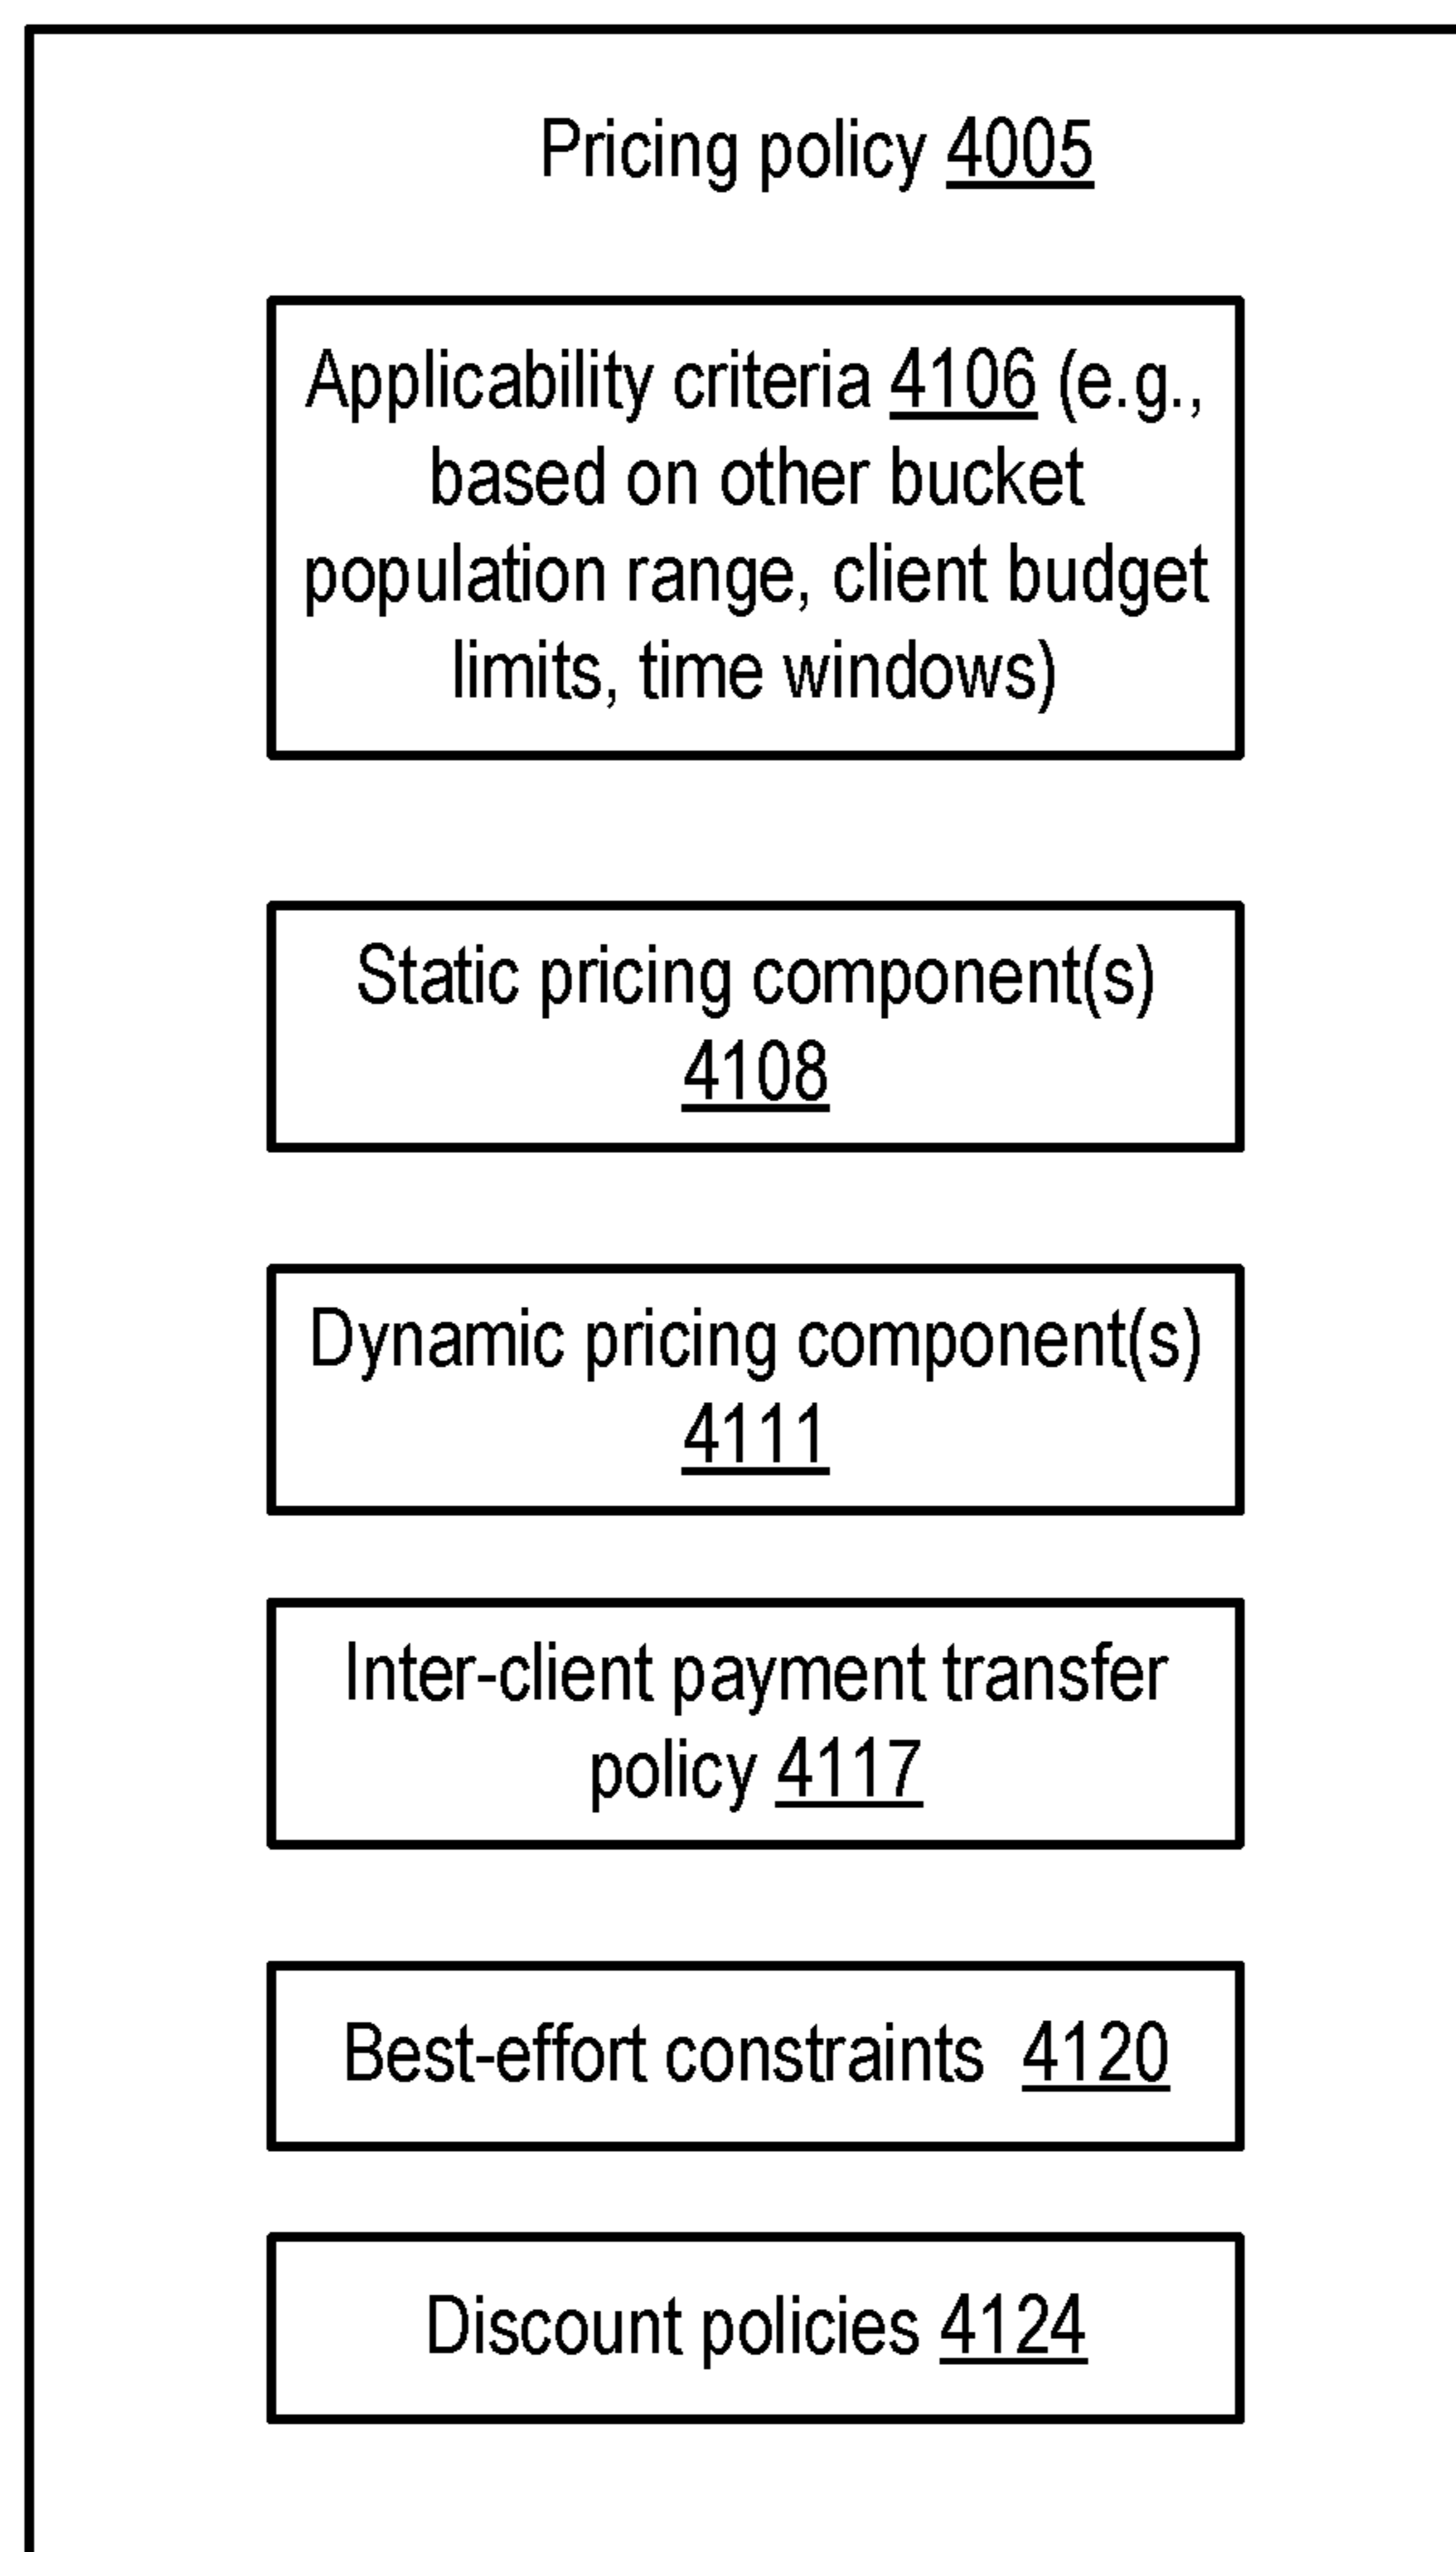 Pricing policy 4005
Applicability criteria 4106 (e.g.,
based on other bucket
population range, client budget
limits, time windows)
Static pricing component(s)
4108
Dynamic pricing component(s)
4111
Inter-client payment transfer
policy 4117
Best-effort constraints 4120
Discount policies 4124